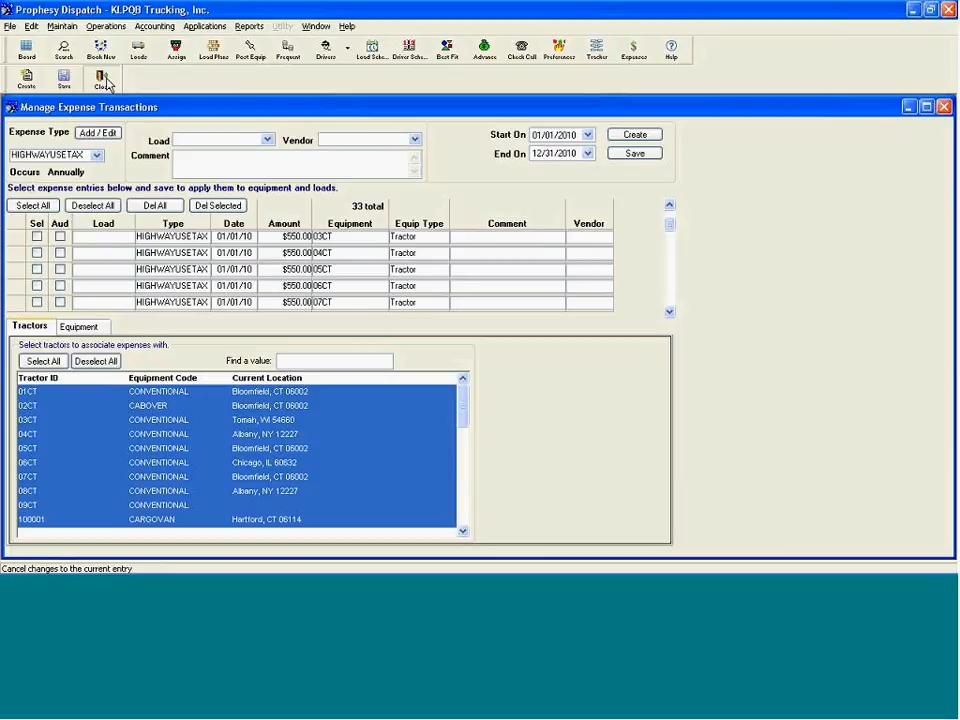 Prophesy Dispatch - KLPQB Trucking, Inc.
File Edit Maintain Operations Accounting Applications Reports Utility Window Help
Board Search Book New Loads Assign Load Plans Post Equip Frequent Drivers Load Sche... Driver Sche... Best Fit Advance Check Call Preferences Tracker Expenses Help
Create Save Close
Manage Expense Transactions
Expense Type Add / Edit Load Vendor Start On 01/01/2010 Create
HIGHWAYUSETAX Comment End On 12/31/2010 Save
Occurs Annually
Select expense entries below and save to apply them to equipment and loads.
Select All Deselect All Del All Del Selected 33 total
Sel Aud Load Type Date Amount Equipment Equip Type Comment Vendor
HIGHWAYUSETAX 01/01/10 $550.00 03CT Tractor
HIGHWAYUSETAX 01/01/10 $550.00 04CT Tractor
HIGHWAYUSETAX 01/01/10 $550.00 05CT Tractor
HIGHWAYUSETAX 01/01/10 $550.00 06CT Tractor
HIGHWAYUSETAX 01/01/10 $550.00 07CT Tractor
Tractors Equipment
Select tractors to associate expenses with.
Select All Deselect All Find a value:
Tractor ID Equipment Code Current Location
01CT CONVENTIONAL Bloomfield, CT 06002
02CT CABOVER Bloomfield, CT 06002
03CT CONVENTIONAL Tomah, WI 54660
04CT CONVENTIONAL Albany, NY 12227
05CT CONVENTIONAL Bloomfield, CT 06002
06CT CONVENTIONAL Chicago, IL 60632
07CT CONVENTIONAL Bloomfield, CT 06002
08CT CONVENTIONAL Albany, NY 12227
09CT CONVENTIONAL
100001 CARGOVAN Hartford, CT 06114
Cancel changes to the current entry